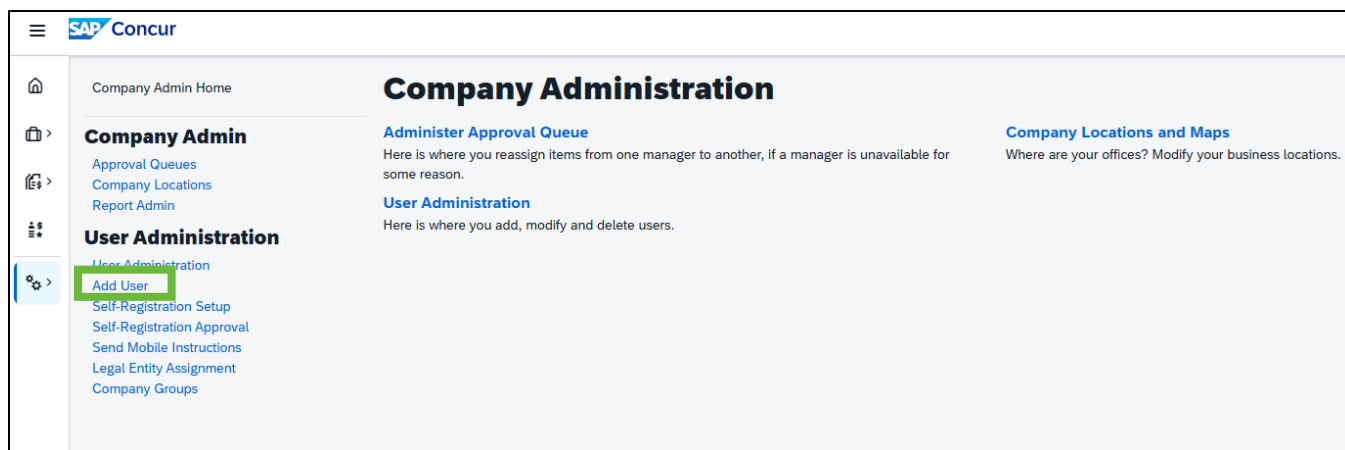 SAP Concur
Company Admin Home
Company Admin
Approval Queues
Company Locations
Report Admin
User Administration
User Administration
Add User
Self-Registration Setup
Self-Registration Approval
Send Mobile Instructions
Legal Entity Assignment
Company Groups
Company Administration
Administer Approval Queue
Here is where you reassign items from one manager to another, if a manager is unavailable for
some reason.
User Administration
Here is where you add, modify and delete users.
Company Locations and Maps
Where are your offices? Modify your business locations.